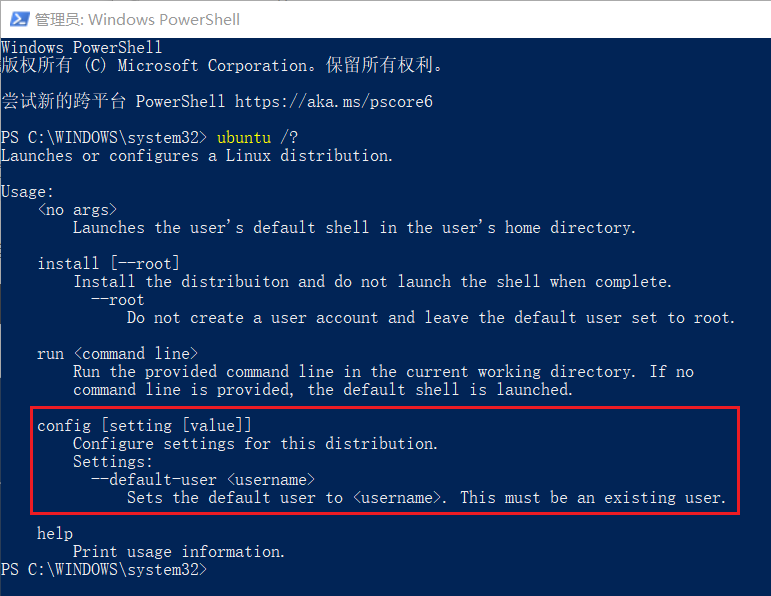 管理员: Windows PowerShell
Windows PowerShell
版权所有 (C) Microsoft Corporation。保留所有权利。
尝试新的跨平台 PowerShell https://aka.ms/pscore6
PS C:\WINDOWS\system32> ubuntu /?
Launches or configures a Linux distribution.
Usage:
    <no args>
        Launches the user's default shell in the user's home directory.
    install [--root]
        Install the distribuiton and do not launch the shell when complete.
          --root
              Do not create a user account and leave the default user set to root.
    run <command line>
        Run the provided command line in the current working directory. If no
        command line is provided, the default shell is launched.
    config [setting [value]]
        Configure settings for this distribution.
        Settings:
          --default-user <username>
              Sets the default user to <username>. This must be an existing user.
    help
        Print usage information.
PS C:\WINDOWS\system32>